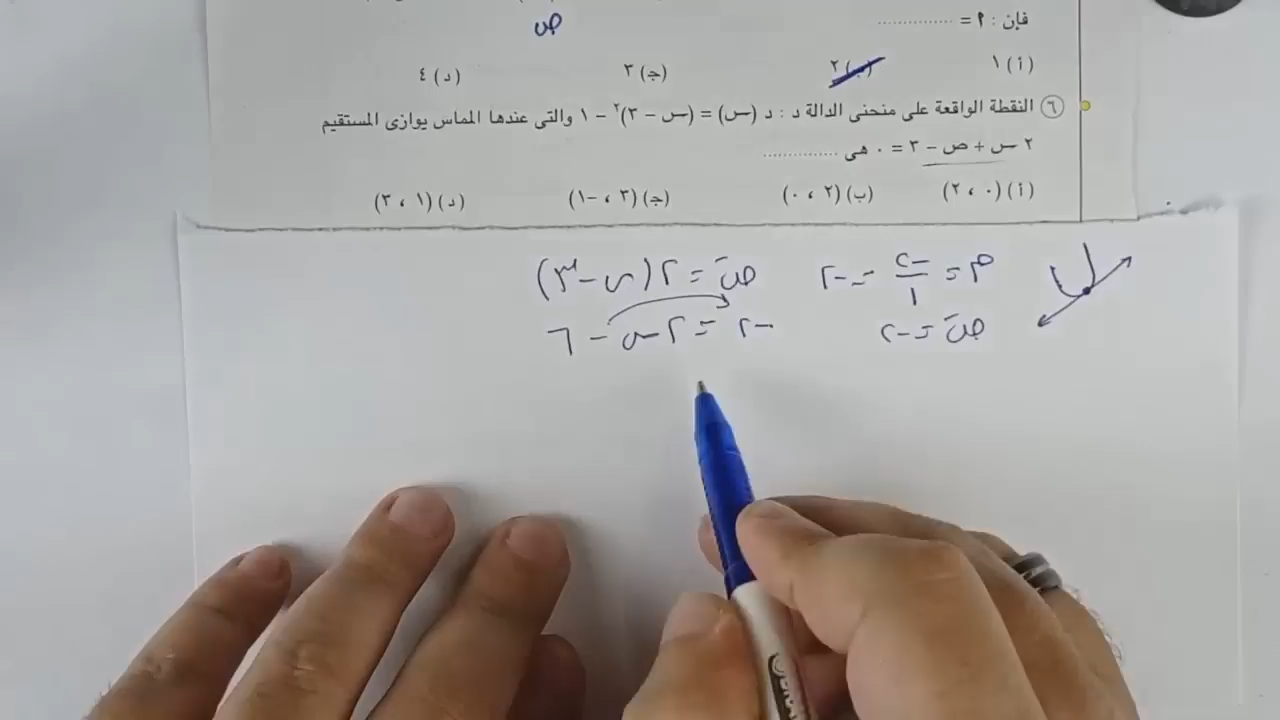 فإن : ٢ = ..............
ص
(أ) ١ (ب) ٢ (جـ) ٣ (د) ٤
٦ النقطة الواقعة على منحنى الدالة د : د (س) = (س – ٣)٢ – ١ والتى عندها المماس يوازى المستقيم
٢ س + ص – ٣ = ٠ هى ..............
(أ) (٠ ، ٢) (ب) (٢ ، ٠) (جـ) (٣ ، -١) (د) (١ ، ٣)
م = -٢/١ = -٢ صَ = ٢ (س – ٣)
صَ = -٢ -٢ = ٢س – ٦